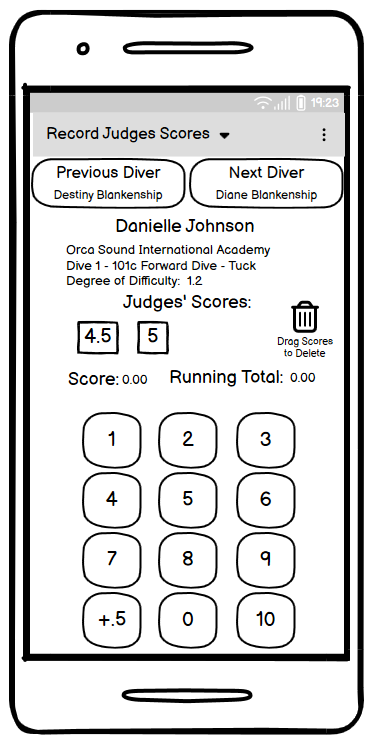 19:23
Record Judges Scores
Previous Diver
Destiny Blankenship
Next Diver
Diane Blankenship
Danielle Johnson
Orca Sound International Academy
Dive 1 - 101c Forward Dive - Tuck
Degree of Difficulty: 1.2
Judges' Scores:
4.5 5
Drag Scores
to Delete
Score: 0.00 Running Total: 0.00
1 2 3
4 5 6
7 8 9
+.5 0 10